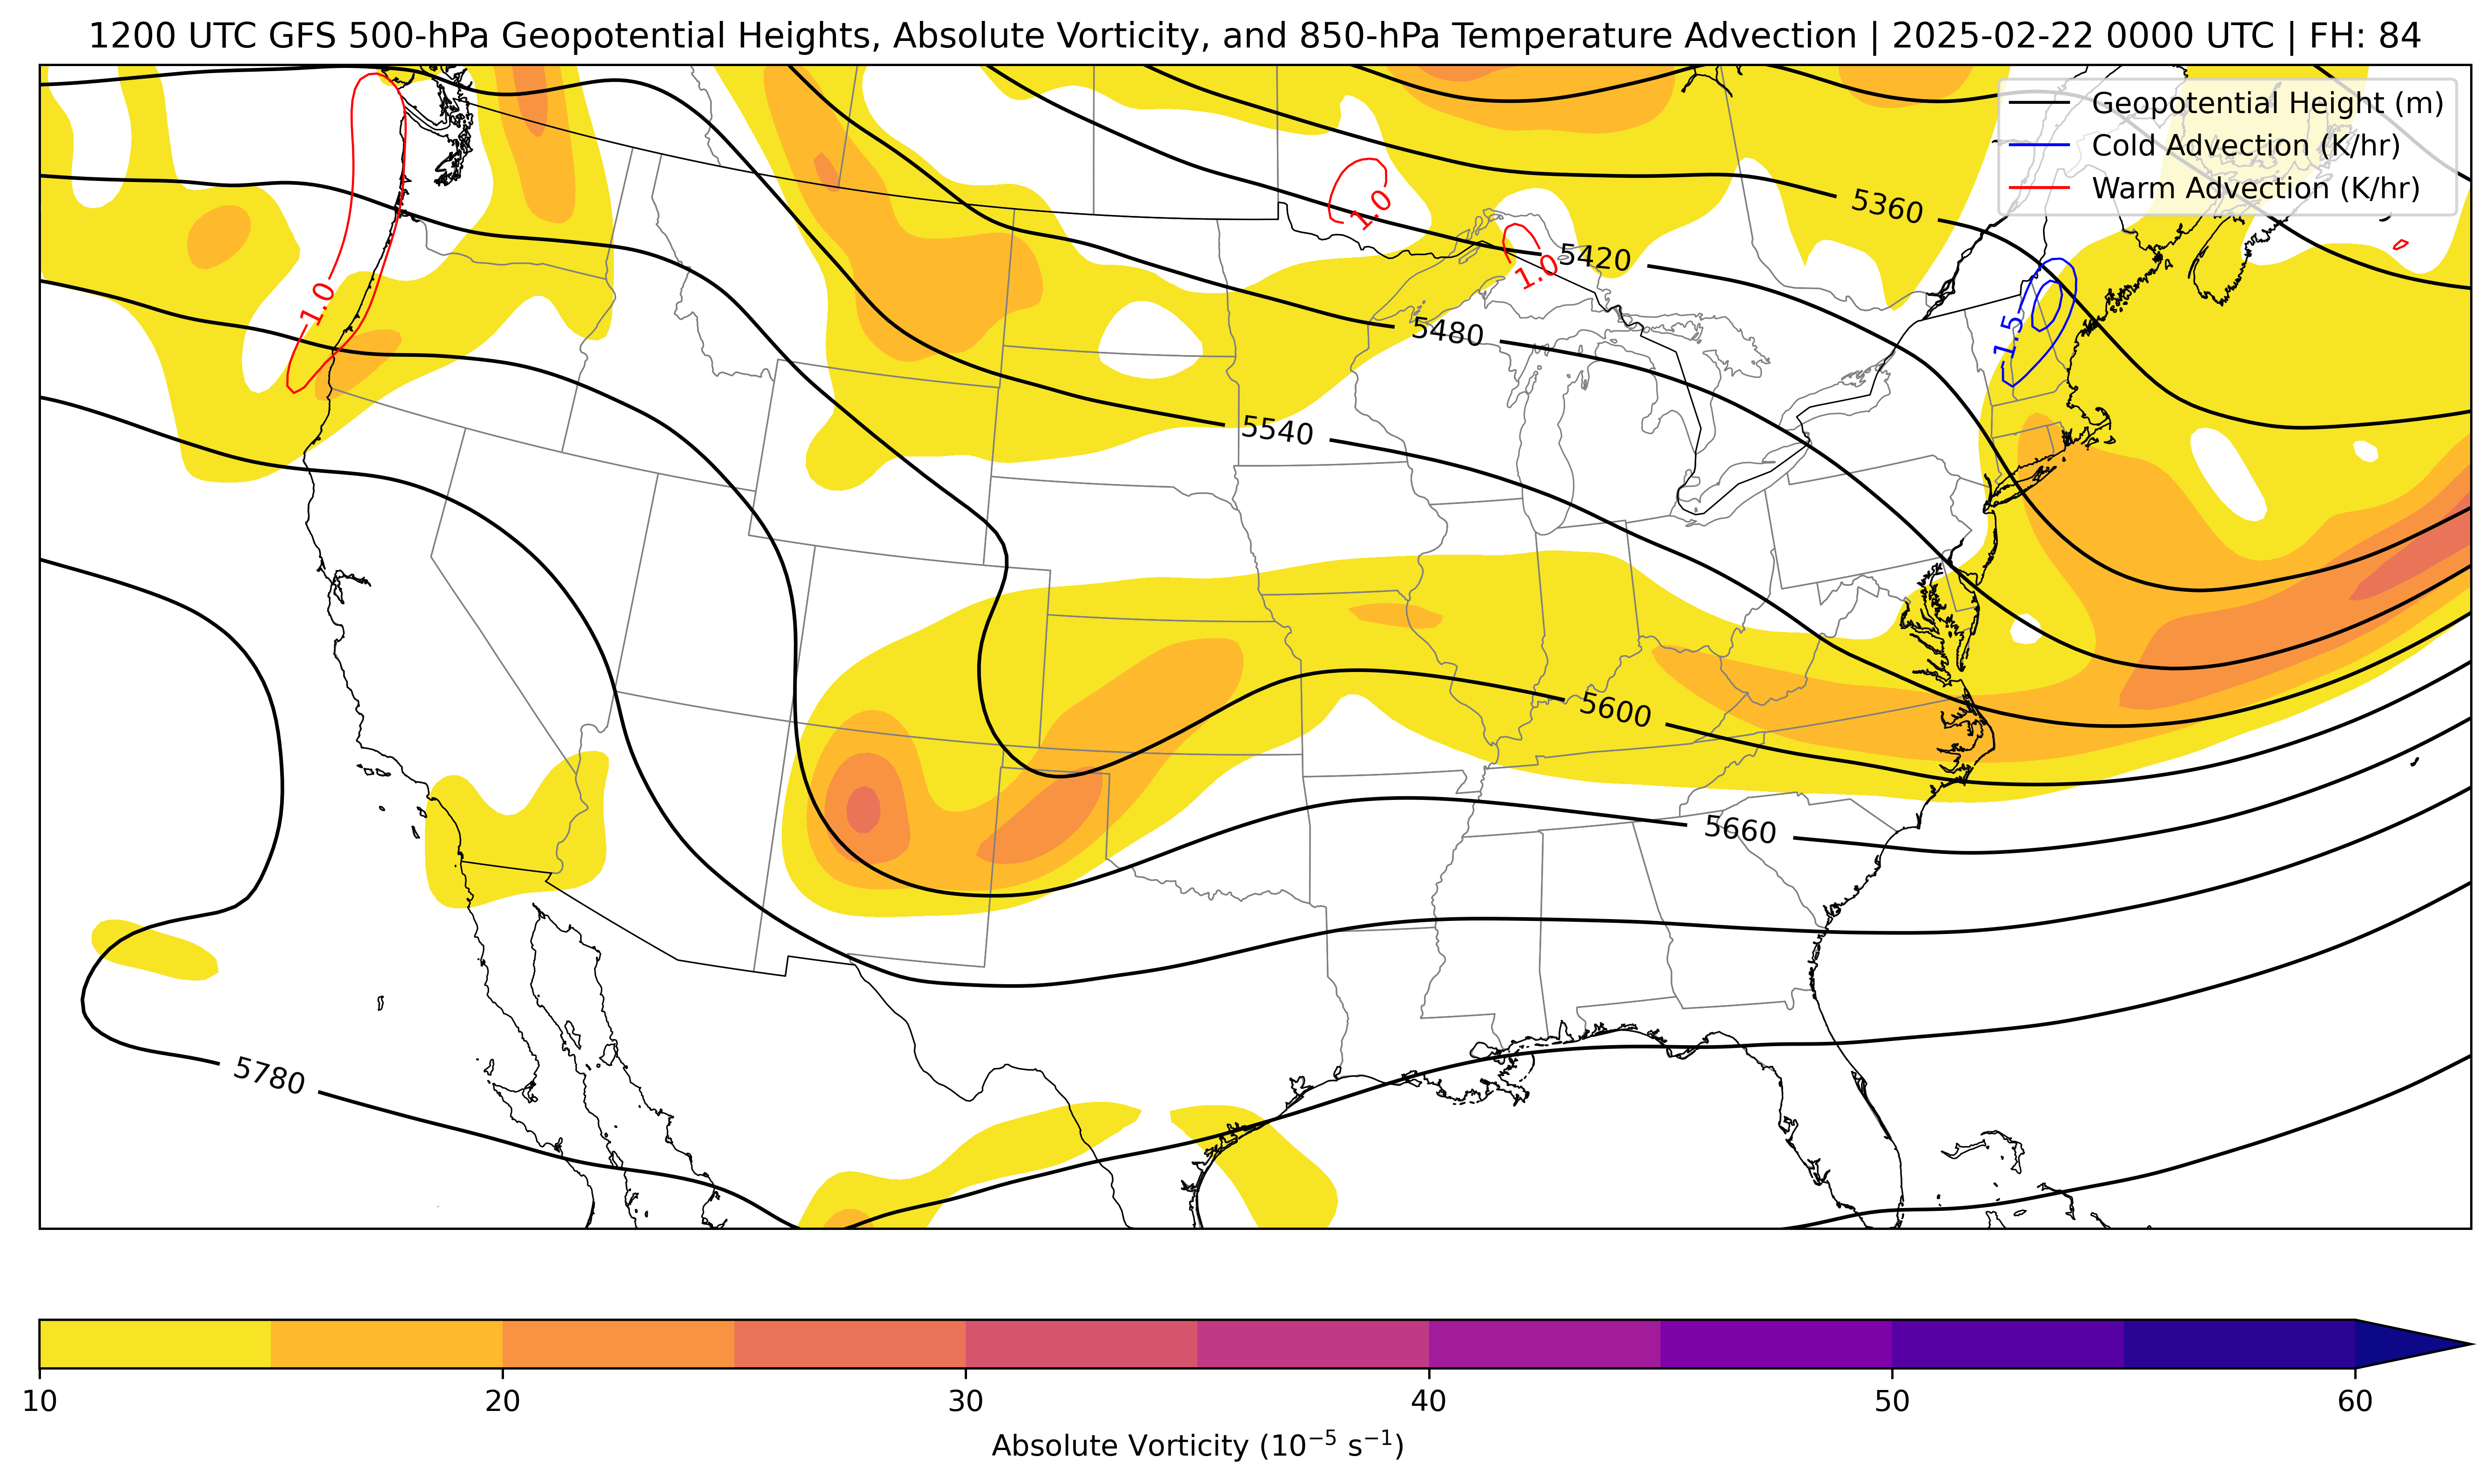 1200 UTC GFS 500-hPa Geopotential Heights, Absolute Vorticity, and 850-hPa Temperature Advection | 2025-02-22 0000 UTC | FH: 84
Geopotential Height (m)
Cold Advection (K/hr)
Warm Advection (K/hr)
1.0
5360
5420
1.0
1.0
5480
1.5
5540
5600
5660
5780
10 20 30 40 50 60
Absolute Vorticity (10⁻⁵ s⁻¹)